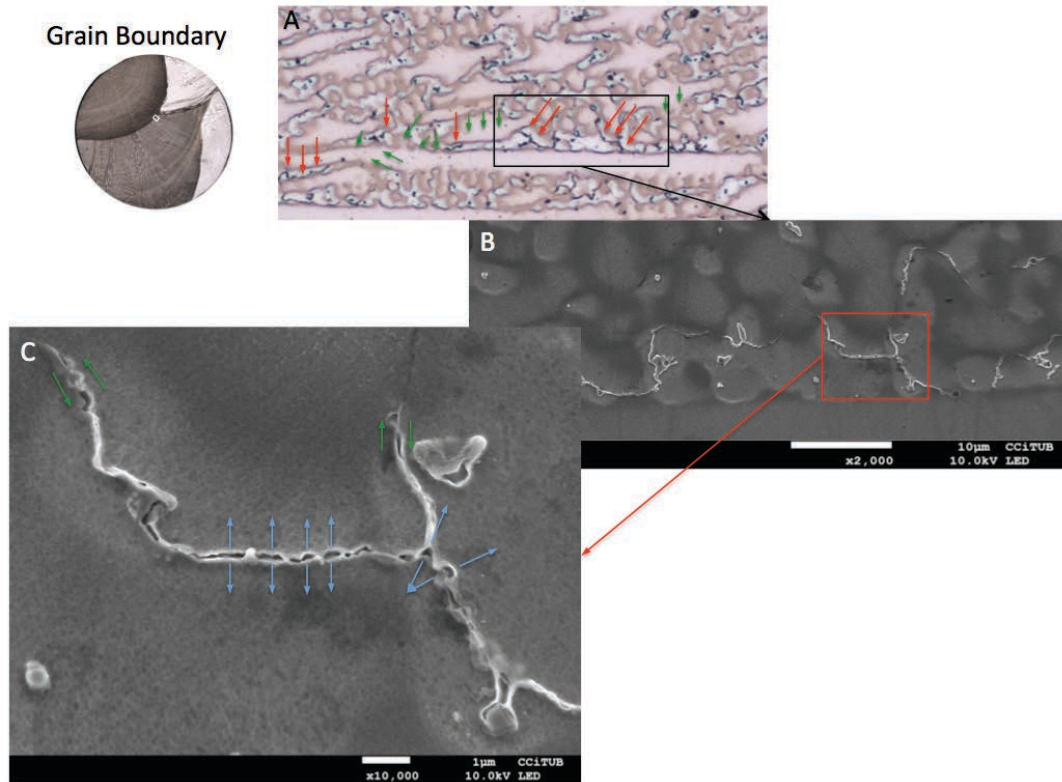 Grain Boundary
A
B
10µm CCiTUB
x2,000 10.0kV LED
C
1µm CCiTUB
x10,000 10.0kV LED